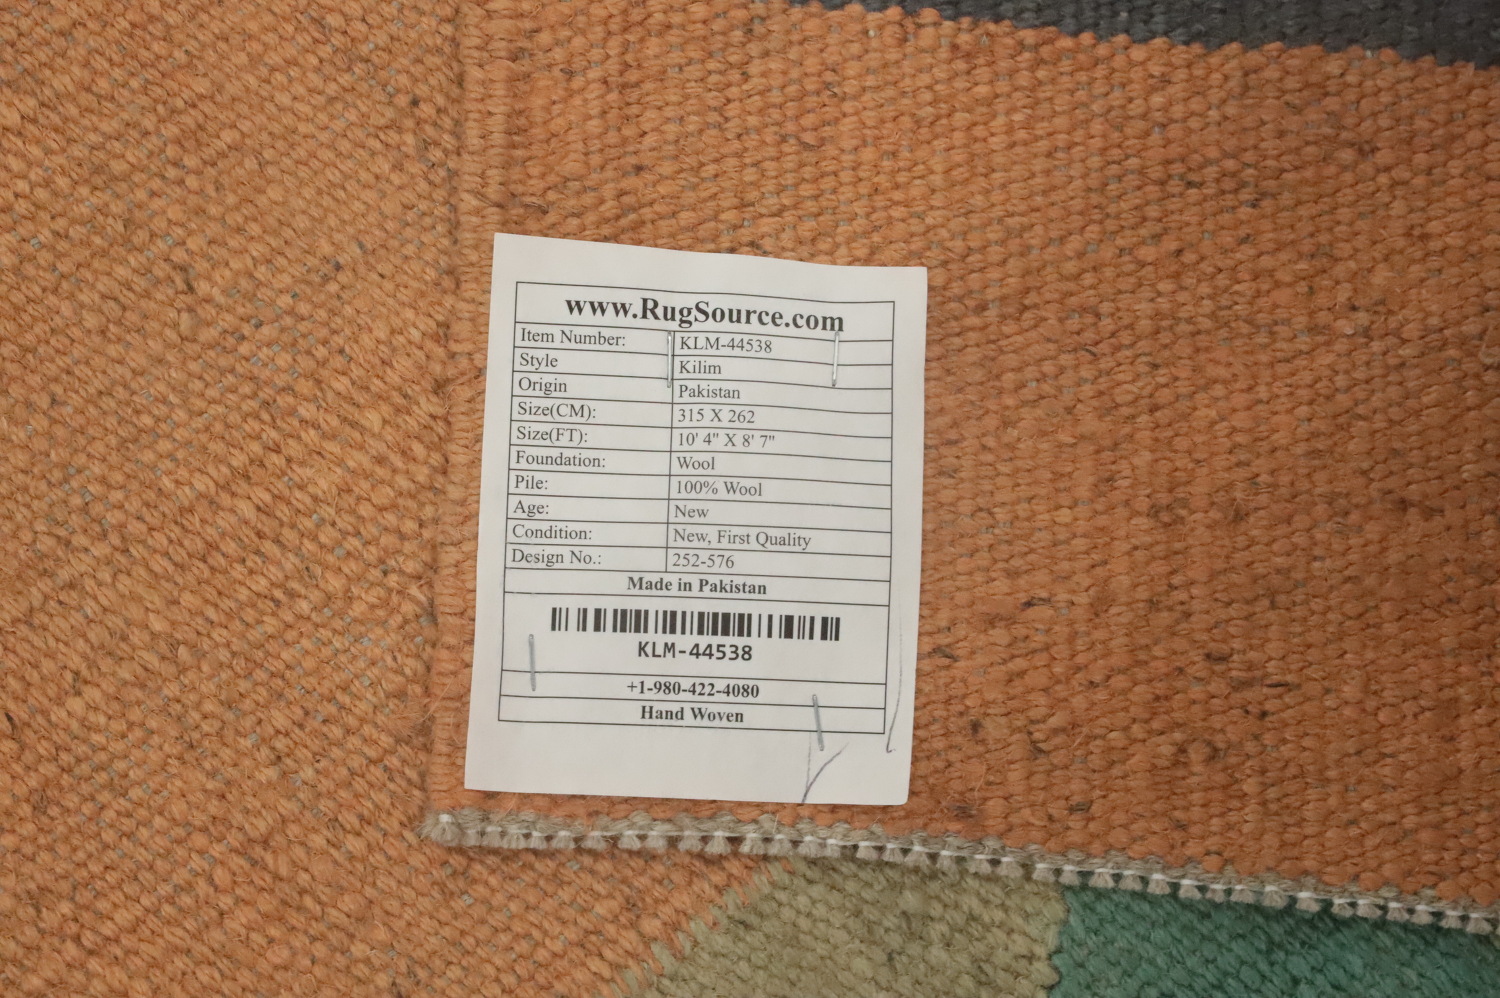 www.RugSource.com
Item Number: KLM-44538
Style Kilim
Origin Pakistan
Size(CM): 315 X 262
Size(FT): 10' 4" X 8' 7"
Foundation: Wool
Pile: 100% Wool
Age: New
Condition: New, First Quality
Design No.: 252-576
Made in Pakistan
KLM-44538
+1-980-422-4080
Hand Woven